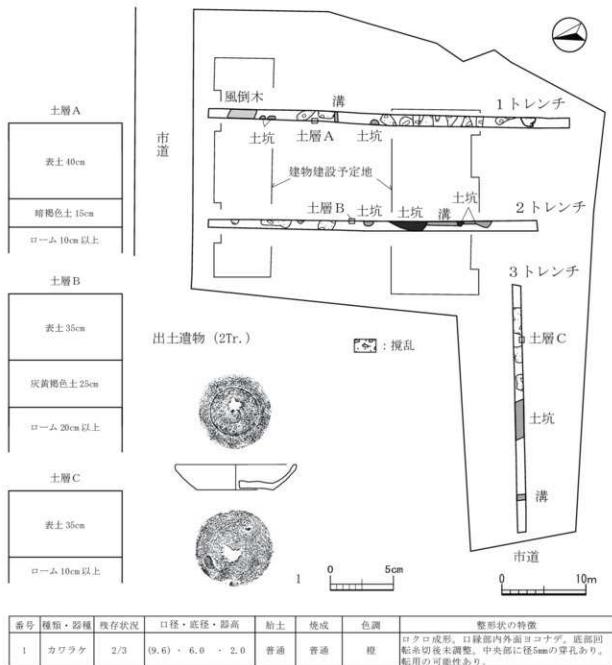 土層A
表土 40cm
暗褐色土 15cm
ローム 10cm 以上
土層B
表土 35cm
灰黄褐色土 25cm
ローム 20cm 以上
土層C
表土 35cm
ローム 10cm 以上
市道
風倒木
溝
1トレンチ
土坑
土層A
土坑
建物建設予定地
土坑
土層B
土坑
土坑
溝
2トレンチ
3トレンチ
土層C
土坑
溝
市道
出土遺物 (2Tr.)
:撹乱
1
0 5cm
0 10m
番号 種類・器種 残存状況 口径・底径・器高 胎土 焼成 色調 整形状の特徴
1 カワラケ 2/3 (9.6) ・ 6.0 ・ 2.0 普通 普通 橙 ロクロ成形。口縁部内外面ヨコナデ。底部回
転糸切後未調整。中央部に径5mmの穿孔あり。
転用の可能性あり。